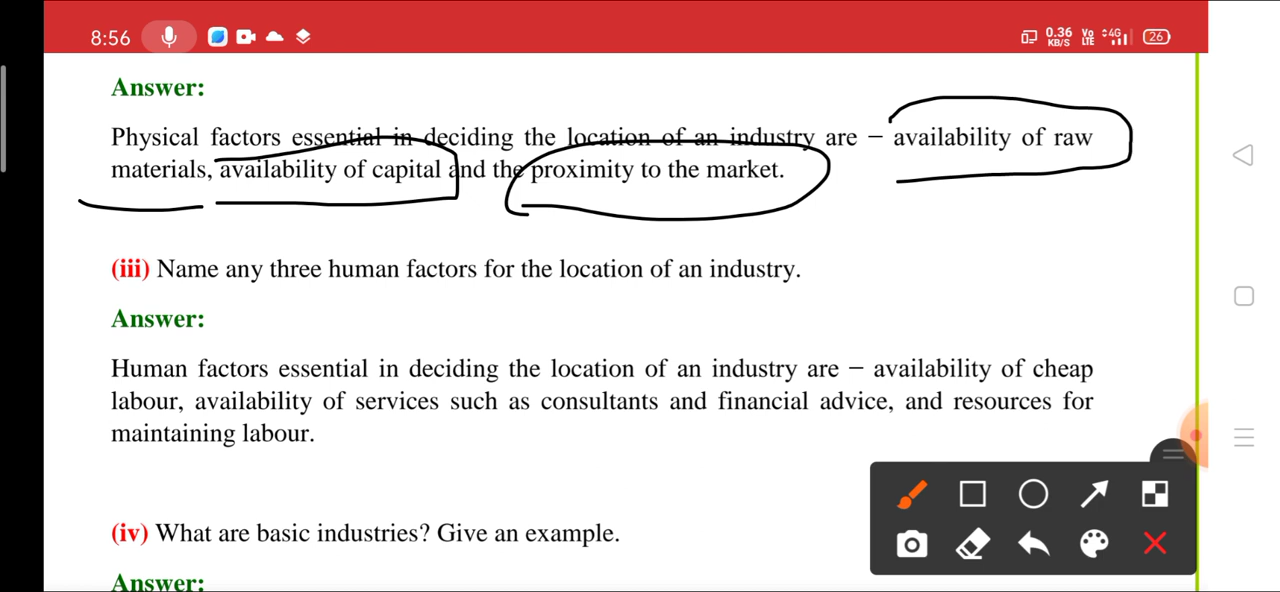 8:56 0.36 KB/S Vo LTE 4G 26
Answer:
Physical factors essential in deciding the location of an industry are − availability of raw
materials, availability of capital and the proximity to the market.
(iii) Name any three human factors for the location of an industry.
Answer:
Human factors essential in deciding the location of an industry are − availability of cheap
labour, availability of services such as consultants and financial advice, and resources for
maintaining labour.
(iv) What are basic industries? Give an example.
Answer: